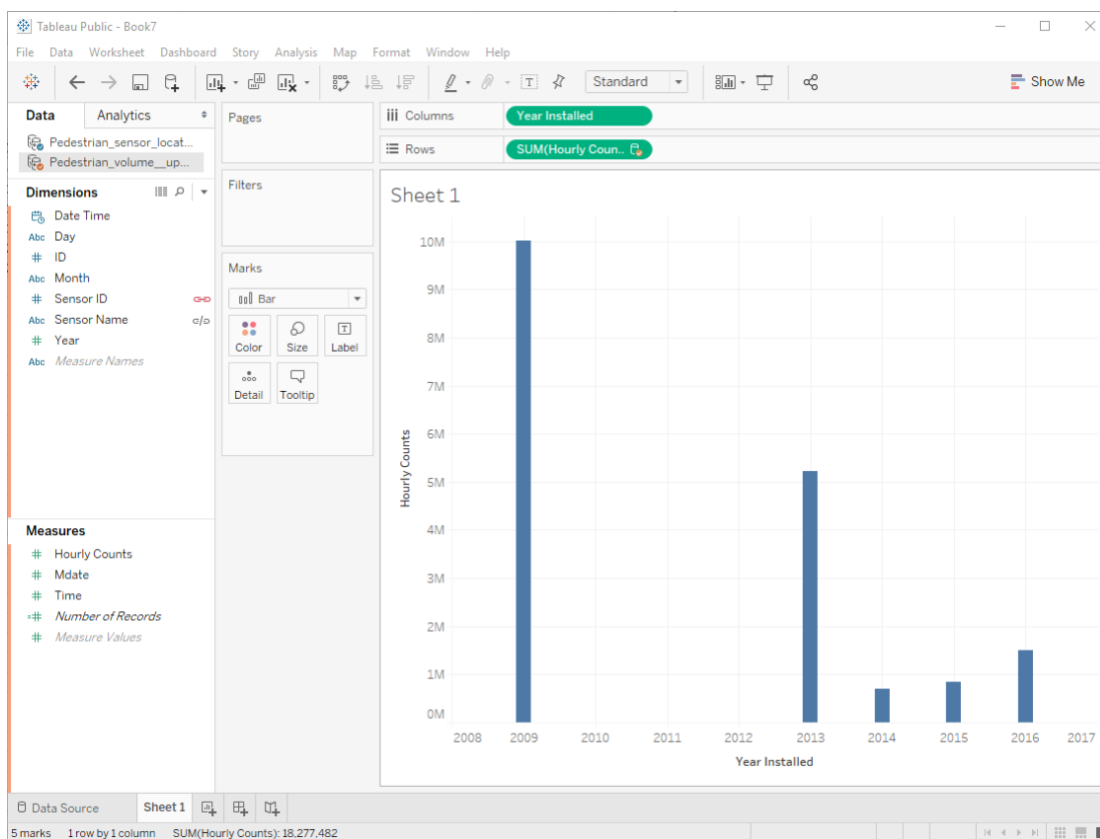 Tableau Public - Book7
File Data Worksheet Dashboard Story Analysis Map Format Window Help
Standard
Show Me
Data Analytics
Pedestrian_sensor_locat...
Pedestrian_volume__up...
Dimensions
Date Time
Abc Day
# ID
Abc Month
# Sensor ID
Abc Sensor Name
# Year
Abc Measure Names
Measures
# Hourly Counts
# Mdate
# Time
=# Number of Records
# Measure Values
Pages
Filters
Marks
Bar
Color Size Label
Detail Tooltip
Columns Year Installed
Rows SUM(Hourly Coun..
Sheet 1
10M
9M
8M
7M
6M
5M
4M
3M
2M
1M
0M
Hourly Counts
2008 2009 2010 2011 2012 2013 2014 2015 2016 2017
Year Installed
Data Source Sheet 1
5 marks 1 row by 1 column SUM(Hourly Counts): 18,277,482